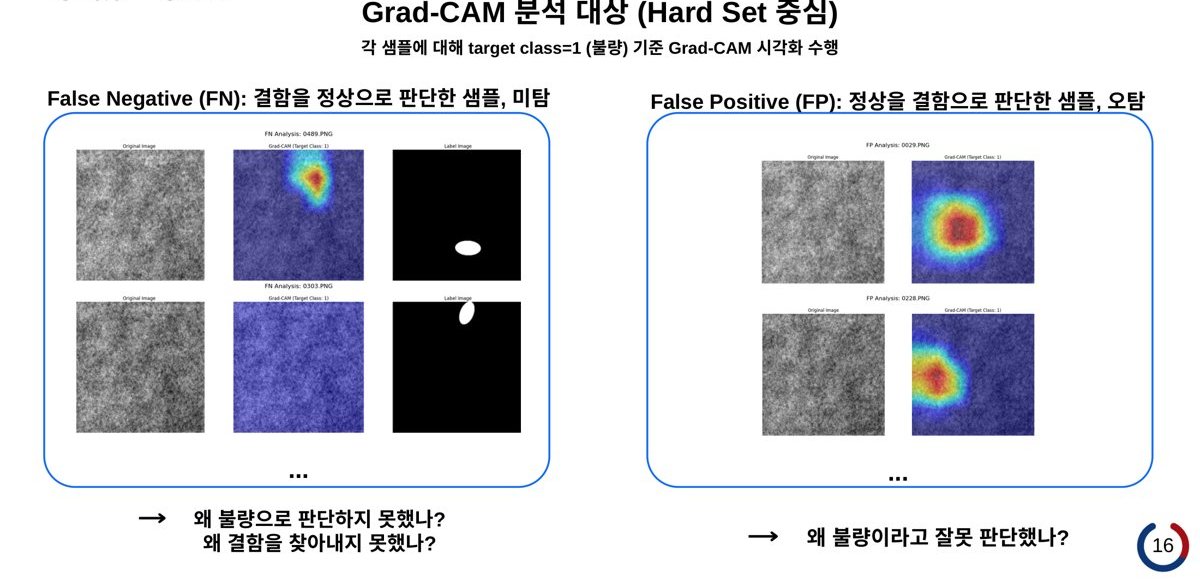 Grad-CAM 분석 대상 (Hard Set 중심)
각 샘플에 대해 target class=1 (불량) 기준 Grad-CAM 시각화 수행
False Negative (FN): 결함을 정상으로 판단한 샘플, 미탐
FN Analysis: 0489.PNG
Original Image
Grad-CAM (Target Class: 1)
Label Image
FN Analysis: 0303.PNG
Original Image
Grad-CAM (Target Class: 1)
Label Image
...
→ 왜 불량으로 판단하지 못했나?
왜 결함을 찾아내지 못했나?
False Positive (FP): 정상을 결함으로 판단한 샘플, 오탐
FP Analysis: 0029.PNG
Original Image
Grad-CAM (Target Class: 1)
FP Analysis: 0228.PNG
Original Image
Grad-CAM (Target Class: 1)
...
→ 왜 불량이라고 잘못 판단했나?
16